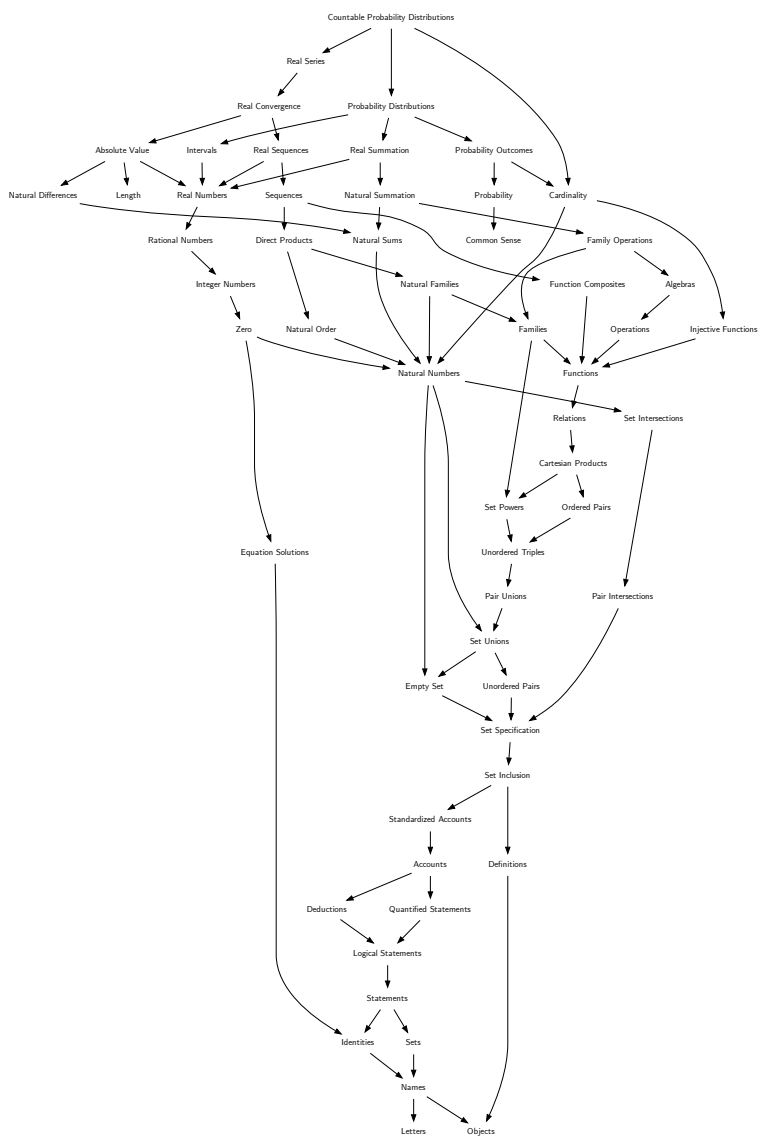 Countable Probability Distributions
Real Series
Real Convergence
Probability Distributions
Absolute Value
Intervals
Real Sequences
Real Summation
Probability Outcomes
Natural Differences
Length
Real Numbers
Sequences
Natural Summation
Probability
Cardinality
Rational Numbers
Direct Products
Natural Sums
Common Sense
Family Operations
Integer Numbers
Natural Families
Function Composites
Algebras
Zero
Natural Order
Families
Operations
Injective Functions
Natural Numbers
Functions
Relations
Set Intersections
Cartesian Products
Set Powers
Ordered Pairs
Equation Solutions
Unordered Triples
Pair Unions
Pair Intersections
Set Unions
Empty Set
Unordered Pairs
Set Specification
Set Inclusion
Standardized Accounts
Accounts
Definitions
Deductions
Quantified Statements
Logical Statements
Statements
Identities
Sets
Names
Letters
Objects